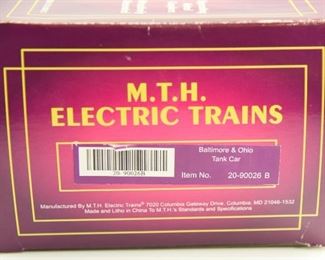 M.T.H.
ELECTRIC TRAINS
Baltimore & Ohio
Tank Car
20-90026B
Item No. 20-90026 B
Manufactured By M.T.H. Electric Trains® 7020 Columbia Gateway Drive, Columbia, MD 21046-1532
Made and Litho in China To M.T.H.'s Standards and Specifications